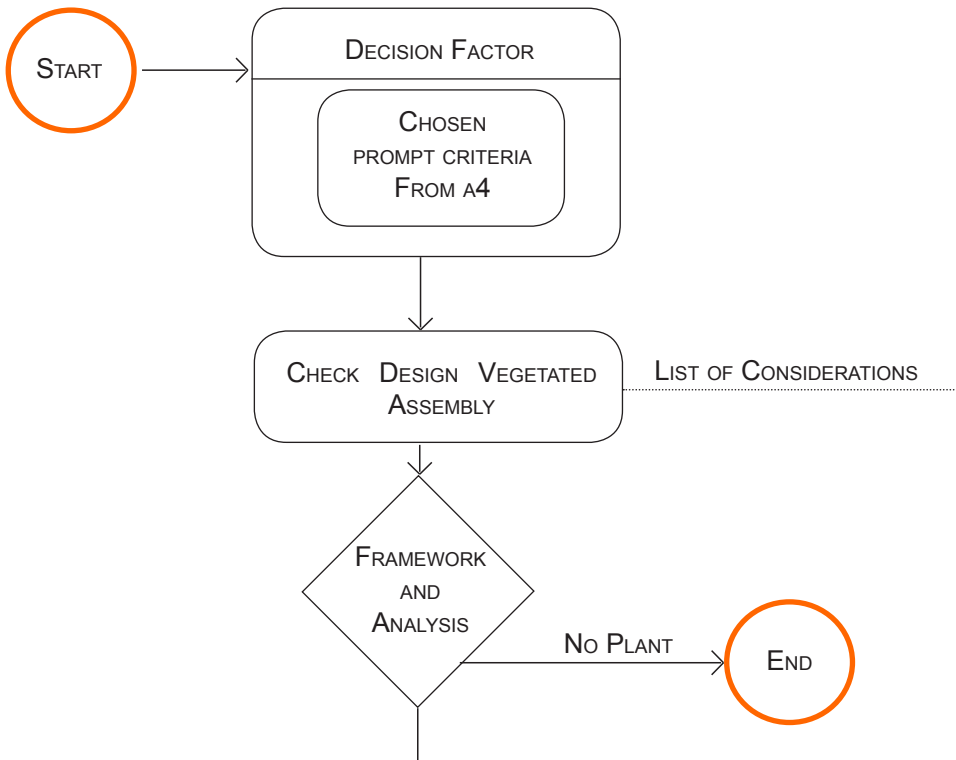 Start
Decision Factor
Chosen
prompt criteria
From a4
Check Design Vegetated
Assembly
List of Considerations
Framework
and
Analysis
No Plant
End